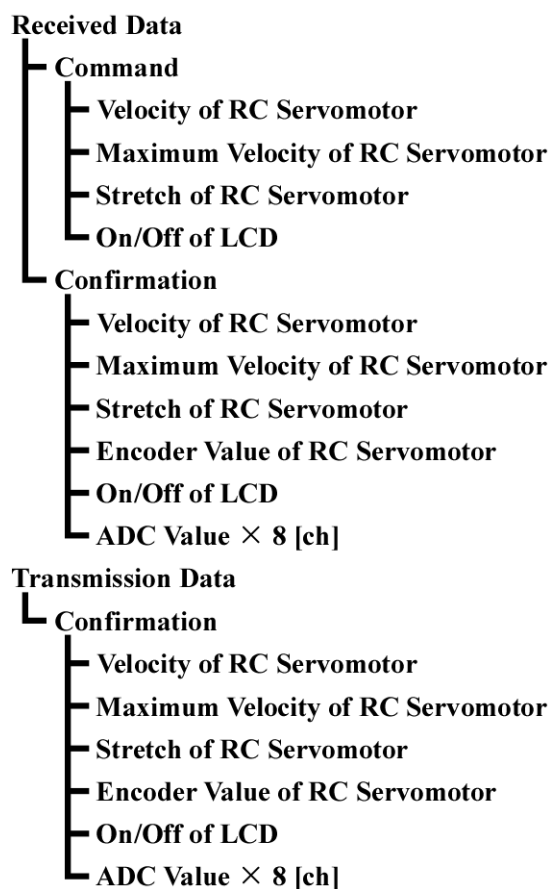 Received Data
Command
Velocity of RC Servomotor
Maximum Velocity of RC Servomotor
Stretch of RC Servomotor
On/Off of LCD
Confirmation
Velocity of RC Servomotor
Maximum Velocity of RC Servomotor
Stretch of RC Servomotor
Encoder Value of RC Servomotor
On/Off of LCD
ADC Value × 8 [ch]
Transmission Data
Confirmation
Velocity of RC Servomotor
Maximum Velocity of RC Servomotor
Stretch of RC Servomotor
Encoder Value of RC Servomotor
On/Off of LCD
ADC Value × 8 [ch]